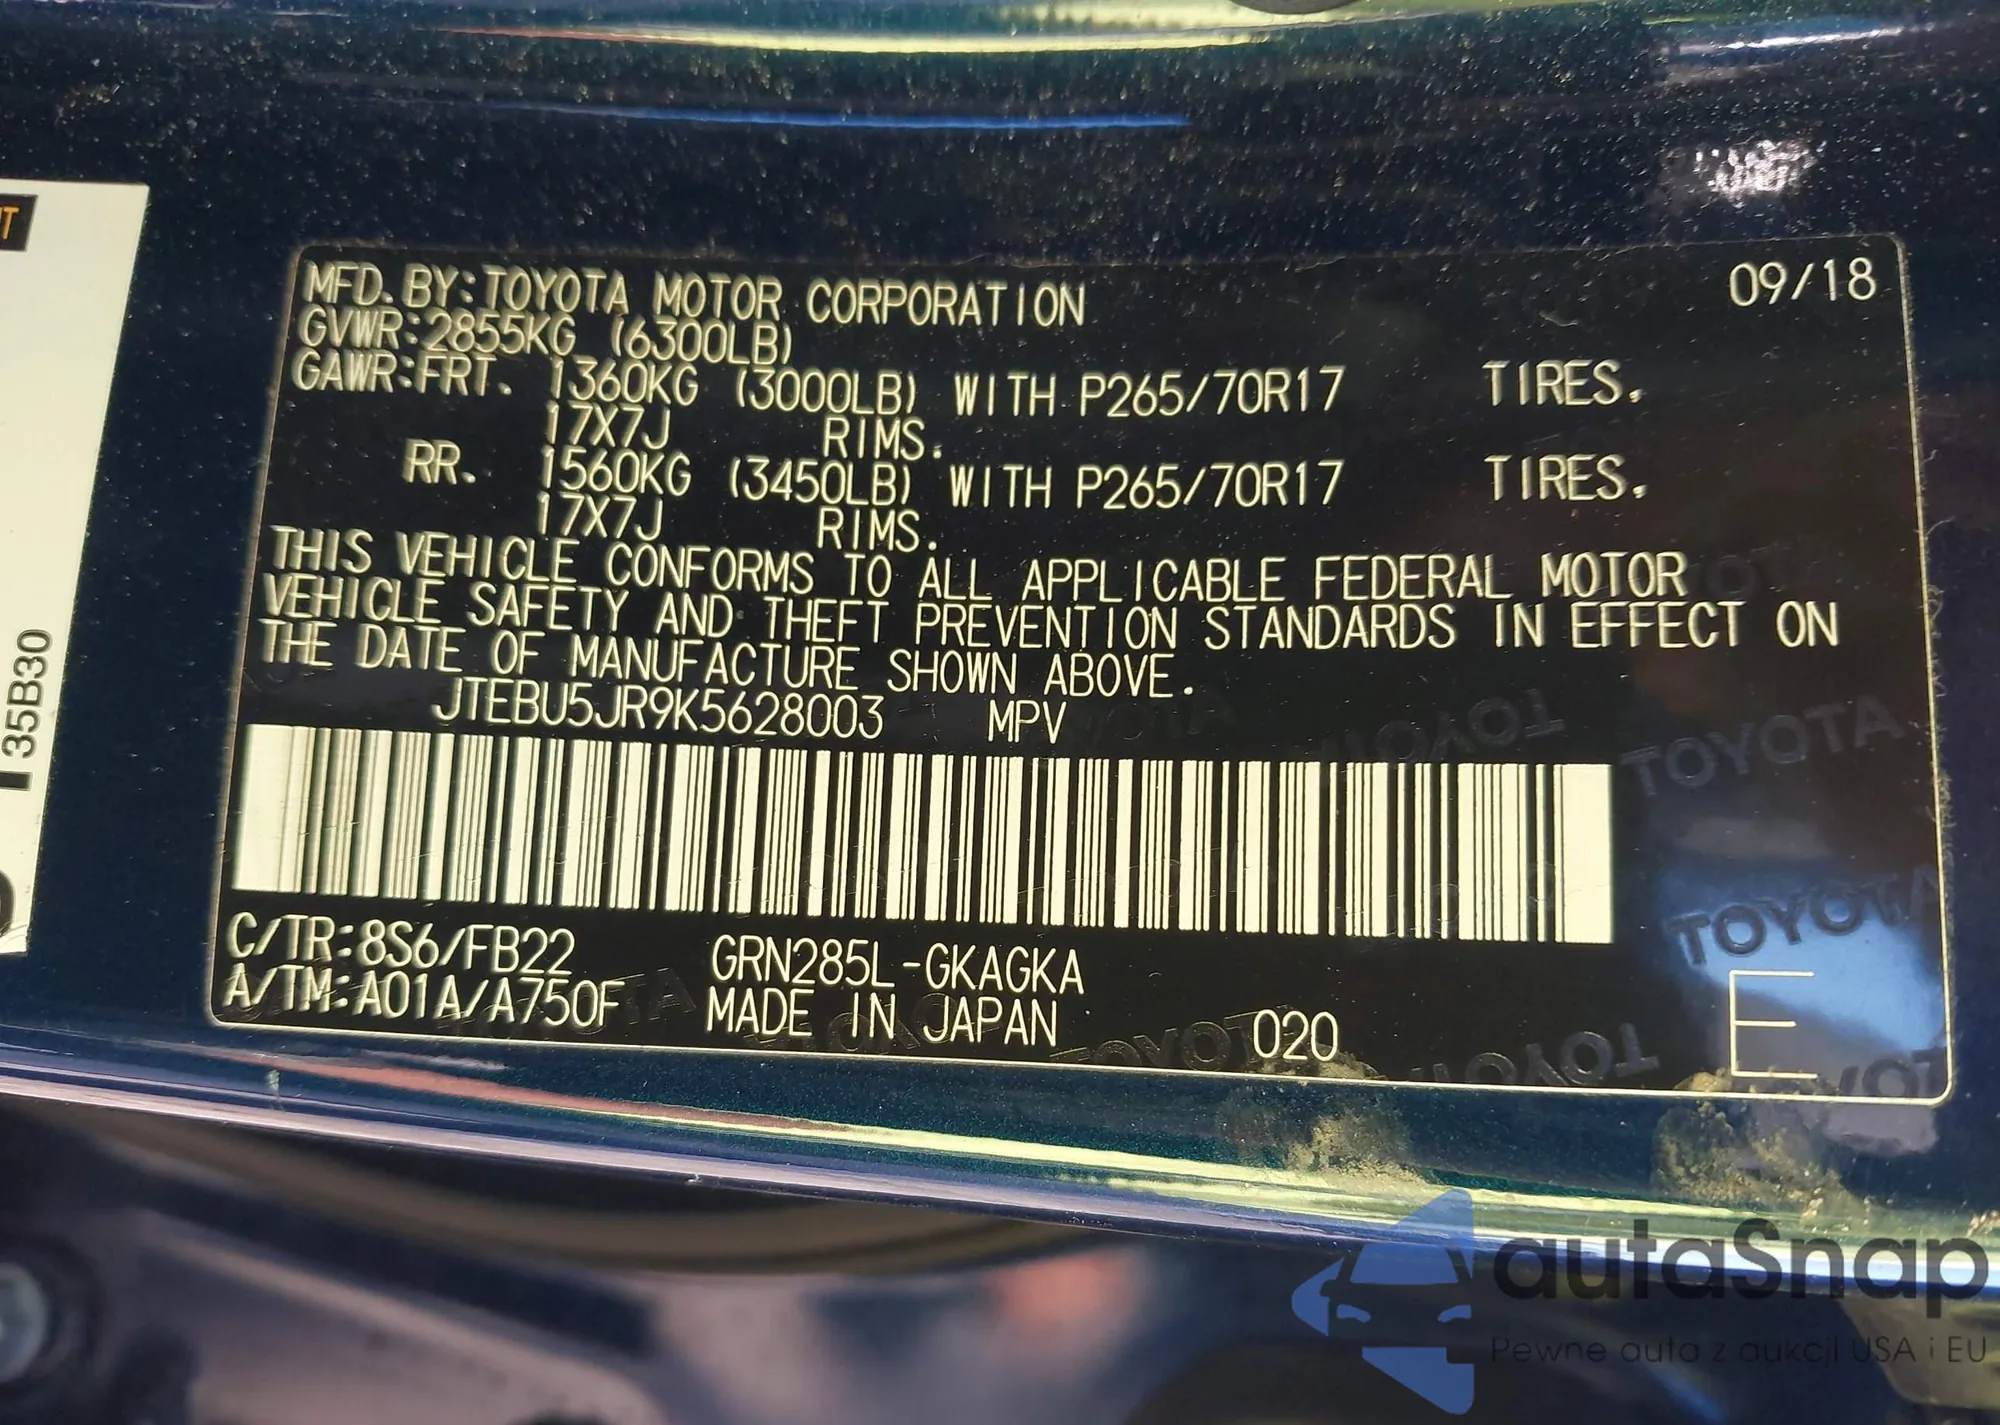 MFD. BY: TOYOTA MOTOR CORPORATION 09/18
GVWR: 2855KG (6300LB)
GAWR: FRT. 1360KG (3000LB) WITH P265/70R17 TIRES.
17X7J RIMS.
RR. 1560KG (3450LB) WITH P265/70R17 TIRES.
17X7J RIMS.
THIS VEHICLE CONFORMS TO ALL APPLICABLE FEDERAL MOTOR
VEHICLE SAFETY AND THEFT PREVENTION STANDARDS IN EFFECT ON
THE DATE OF MANUFACTURE SHOWN ABOVE.
JTEBU5JR9K5628003 MPV
C/TR: 8S6/FB22 GRN285L-GKAGKA
A/TM: A01A/A750F MADE IN JAPAN 020 E
TOYOTA
TOYOTA
TOYOTA
TOYOTA
35B30
autaSnap
Pewne auta z aukcji USA i EU